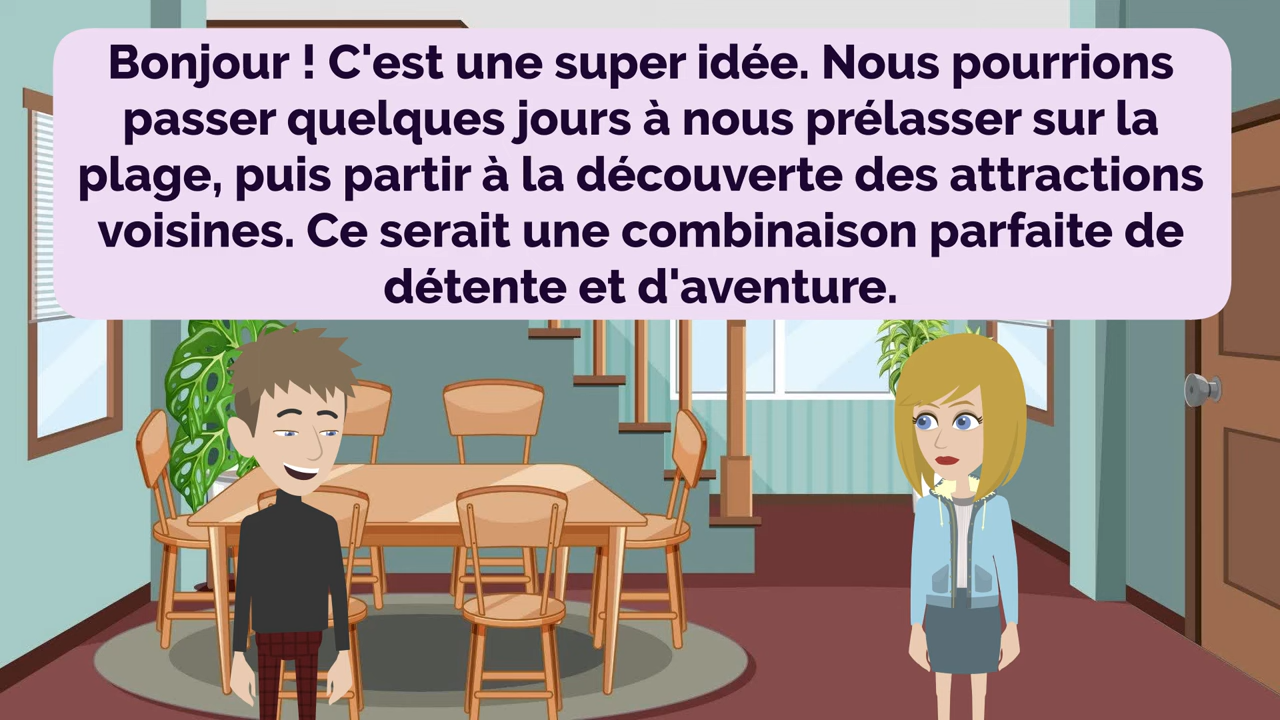 Bonjour ! C'est une super idée. Nous pourrions
passer quelques jours à nous prélasser sur la
plage, puis partir à la découverte des attractions
voisines. Ce serait une combinaison parfaite de
détente et d'aventure.